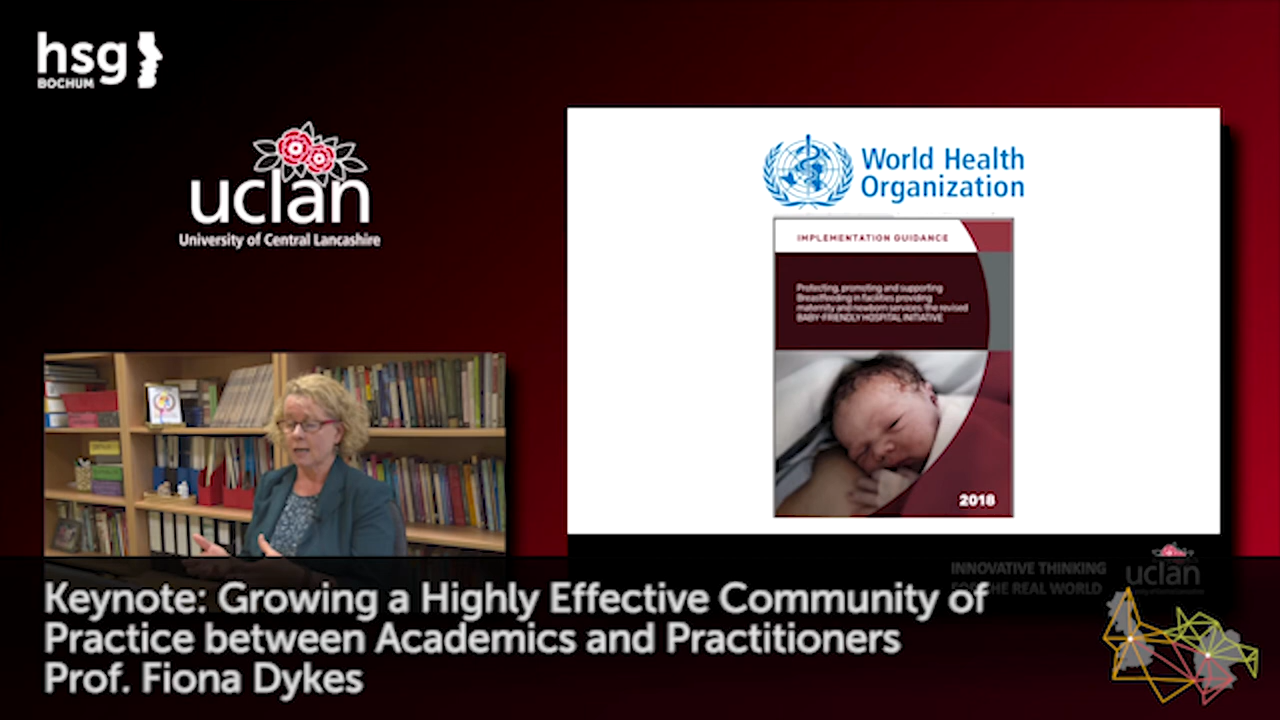 hsg
BOCHUM
uclan
University of Central Lancashire
World Health
Organization
IMPLEMENTATION GUIDANCE
Protecting, promoting and supporting
Breastfeeding in facilities providing
maternity and newborn services: the revised
BABY-FRIENDLY HOSPITAL INITIATIVE
2018
INNOVATIVE THINKING
FOR THE REAL WORLD
uclan
Keynote: Growing a Highly Effective Community of
Practice between Academics and Practitioners
Prof. Fiona Dykes